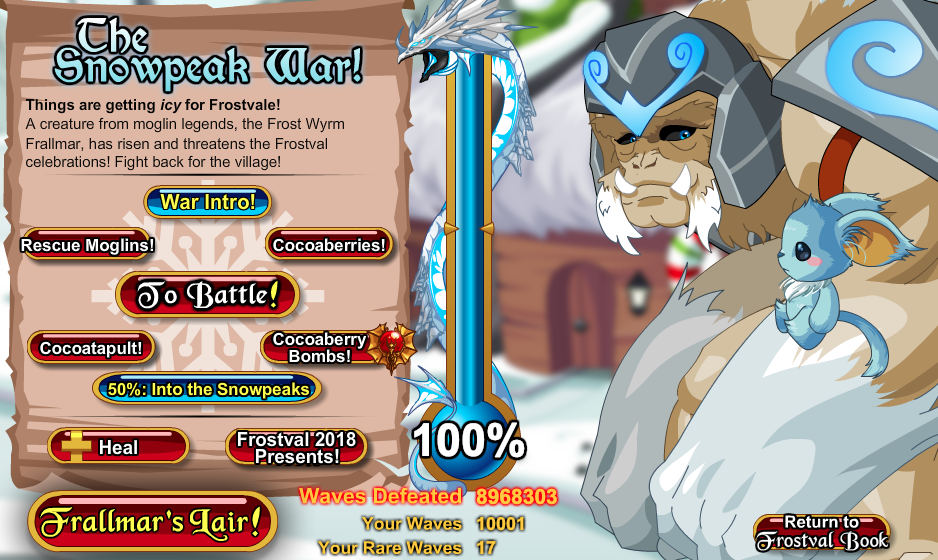 The
Snowpeak War!
Things are getting icy for Frostvale!
A creature from moglin legends, the Frost Wyrm
Frallmar, has risen and threatens the Frostval
celebrations! Fight back for the village!
War Intro!
Rescue Moglins!
Cocoaberries!
To Battle!
Cocoatapult!
Cocoaberry
Bombs!
50%: Into the Snowpeaks
Heal
Frostval 2018
Presents!
100%
Frallmar's Lair!
Waves Defeated 8968303
Your Waves 10001
Your Rare Waves 17
Return to
Frostval Book